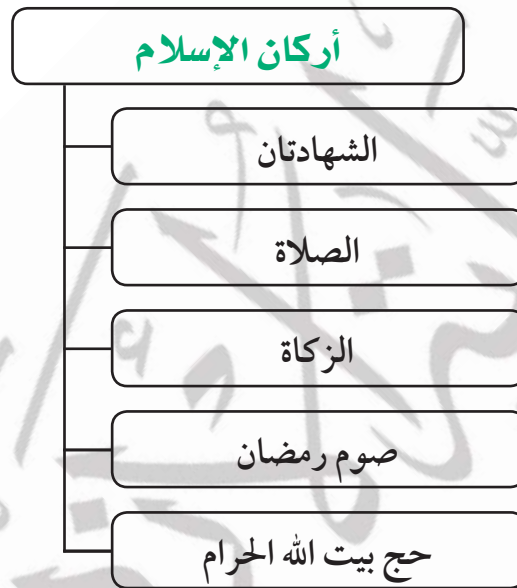 أركان الإسلام
الشهادتان
الصلاة
الزكاة
صوم رمضان
حج بيت الله الحرام